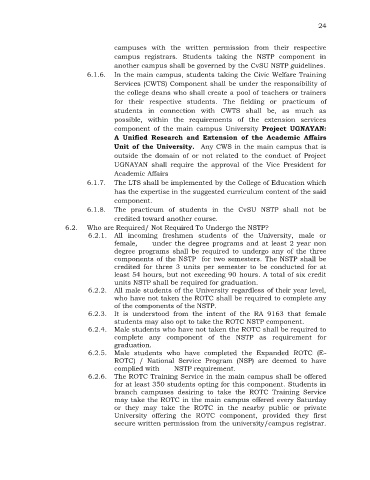 24
campuses with the written permission from their respective
campus registrars. Students taking the NSTP component in
another campus shall be governed by the CvSU NSTP guidelines.
6.1.6. In the main campus, students taking the Civic Welfare Training
Services (CWTS) Component shall be under the responsibility of
the college deans who shall create a pool of teachers or trainers
for their respective students. The fielding or practicum of
students in connection with CWTS shall be, as much as
possible, within the requirements of the extension services
component of the main campus University Project UGNAYAN:
A Unified Research and Extension of the Academic Affairs
Unit of the University. Any CWS in the main campus that is
outside the domain of or not related to the conduct of Project
UGNAYAN shall require the approval of the Vice President for
Academic Affairs
6.1.7. The LTS shall be implemented by the College of Education which
has the expertise in the suggested curriculum content of the said
component.
6.1.8. The practicum of students in the CvSU NSTP shall not be
credited toward another course.
6.2. Who are Required/ Not Required To Undergo the NSTP?
6.2.1. All incoming freshmen students of the University, male or
female, under the degree programs and at least 2 year non
degree programs shall be required to undergo any of the three
components of the NSTP for two semesters. The NSTP shall be
credited for three 3 units per semester to be conducted for at
least 54 hours, but not exceeding 90 hours. A total of six credit
units NSTP shall be required for graduation.
6.2.2. All male students of the University regardless of their year level,
who have not taken the ROTC shall be required to complete any
of the components of the NSTP.
6.2.3. It is understood from the intent of the RA 9163 that female
students may also opt to take the ROTC NSTP component.
6.2.4. Male students who have not taken the ROTC shall be required to
complete any component of the NSTP as requirement for
graduation.
6.2.5. Male students who have completed the Expanded ROTC (E-
ROTC) / National Service Program (NSP) are deemed to have
complied with NSTP requirement.
6.2.6. The ROTC Training Service in the main campus shall be offered
for at least 350 students opting for this component. Students in
branch campuses desiring to take the ROTC Training Service
may take the ROTC in the main campus offered every Saturday
or they may take the ROTC in the nearby public or private
University offering the ROTC component, provided they first
secure written permission from the university/campus registrar.